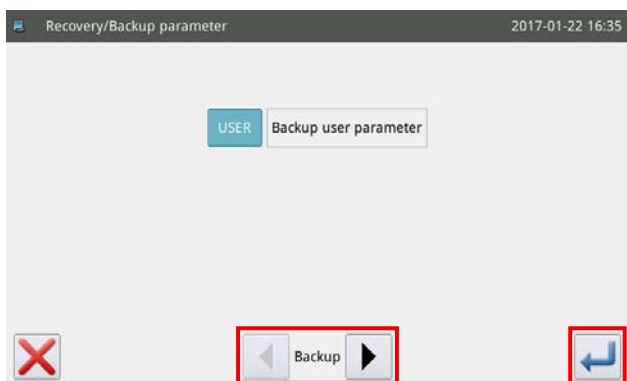 Recovery/Backup parameter 2017-01-22 16:35
USER Backup user parameter
Backup